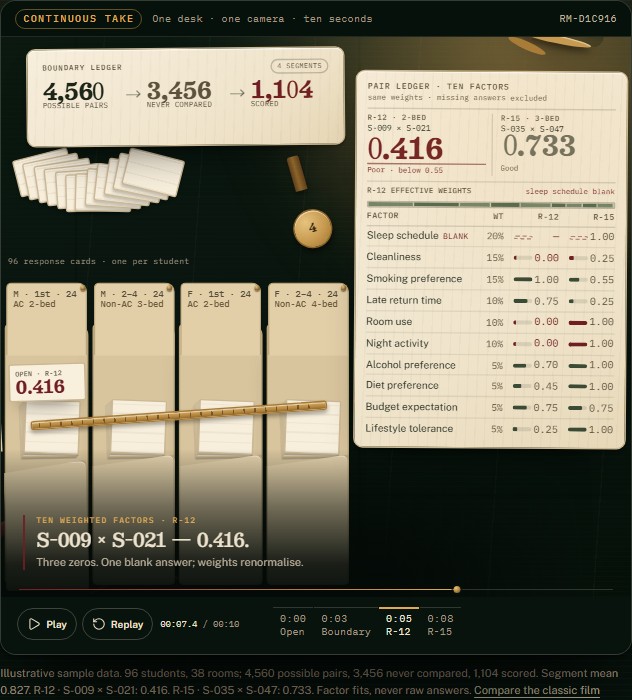 CONTINUOUS TAKE One desk · one camera · ten seconds RM-D1C916
BOUNDARY LEDGER 4 SEGMENTS
4,560 → 3,456 → 1,104
POSSIBLE PAIRS NEVER COMPARED SCORED
4
96 response cards · one per student
M · 1st · 24 M · 2–4 · 24 F · 1st · 24 F · 2–4 · 24
AC 2-bed Non-AC 3-bed AC 2-bed Non-AC 4-bed
OPEN · R-12
0.416
PAIR LEDGER · TEN FACTORS
same weights · missing answers excluded
R-12 · 2-BED R-15 · 3-BED
S-009 × S-021 S-035 × S-047
0.416 0.733
Poor · below 0.55 Good
R-12 EFFECTIVE WEIGHTS sleep schedule blank
FACTOR WT R-12 R-15
Sleep schedule BLANK 20% — 1.00
Cleanliness 15% 0.00 0.25
Smoking preference 15% 1.00 0.55
Late return time 10% 0.75 0.25
Room use 10% 0.00 1.00
Night activity 10% 0.00 1.00
Alcohol preference 5% 0.70 1.00
Diet preference 5% 0.45 1.00
Budget expectation 5% 0.75 0.75
Lifestyle tolerance 5% 0.25 1.00
TEN WEIGHTED FACTORS · R-12
S-009 × S-021 — 0.416.
Three zeros. One blank answer; weights renormalise.
Play Replay 00:07.4 / 00:10
0:00 0:03 0:05 0:08
Open Boundary R-12 R-15
Illustrative sample data. 96 students, 38 rooms; 4,560 possible pairs, 3,456 never compared, 1,104 scored. Segment mean
0.827. R-12 · S-009 × S-021: 0.416. R-15 · S-035 × S-047: 0.733. Factor fits, never raw answers. Compare the classic film